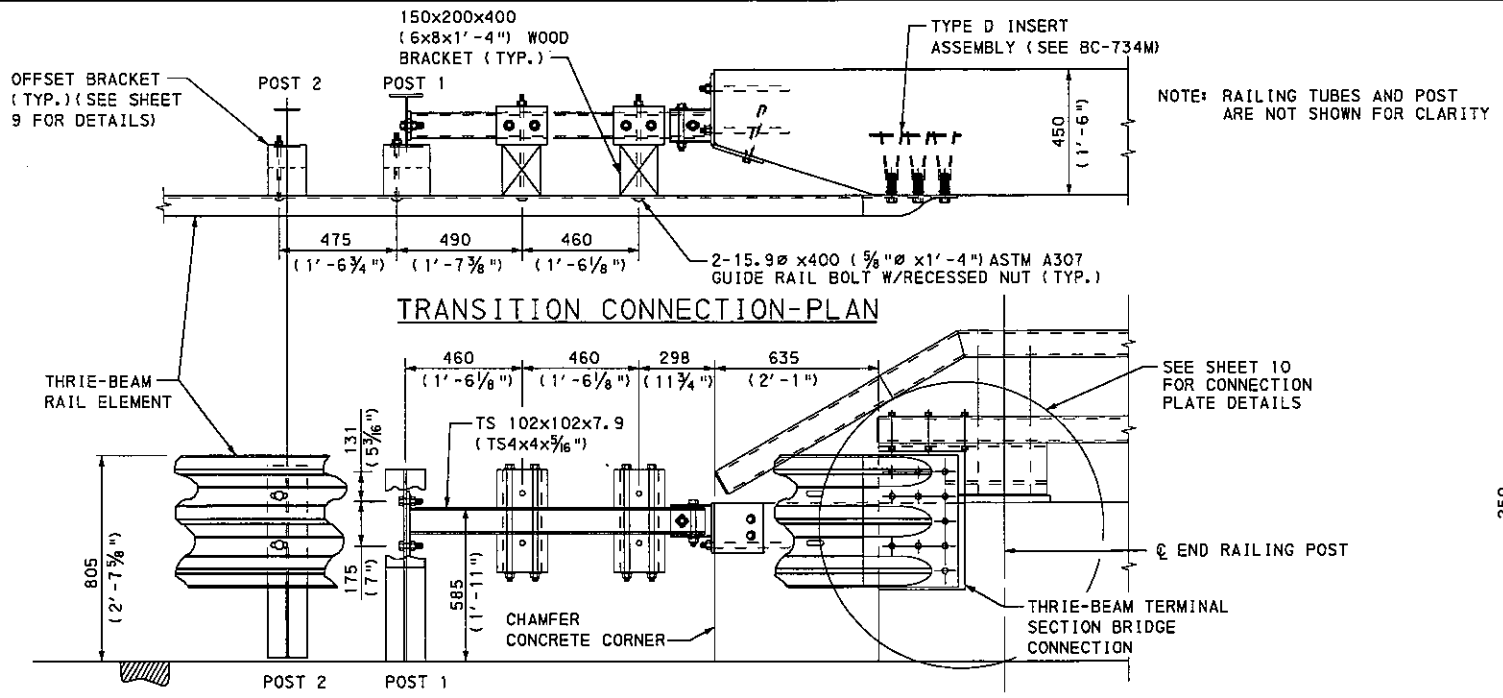 150x200x400
(6x8x1'-4") WOOD
BRACKET (TYP.)
TYPE D INSERT
ASSEMBLY (SEE BC-734M)
OFFSET BRACKET
(TYP.)(SEE SHEET
9 FOR DETAILS)
POST 2
POST 1
NOTE: RAILING TUBES AND POST
ARE NOT SHOWN FOR CLARITY
450
(1'-6")
475
(1'-6¾")
490
(1'-7⅜")
460
(1'-6⅛")
2-15.9Ø x400 (⅝"Ø x1'-4") ASTM A307
GUIDE RAIL BOLT W/RECESSED NUT (TYP.)
TRANSITION CONNECTION-PLAN
460
(1'-6⅛")
460
(1'-6⅛")
298
(11¾")
635
(2'-1")
THRIE-BEAM
RAIL ELEMENT
SEE SHEET 10
FOR CONNECTION
PLATE DETAILS
TS 102x102x7.9
(TS4x4x5/16")
131
(5 3/16")
175
(7")
805
(2'-7⅝")
585
(1'-11")
250
℄ END RAILING POST
CHAMFER
CONCRETE CORNER
THRIE-BEAM TERMINAL
SECTION BRIDGE
CONNECTION
POST 2
POST 1